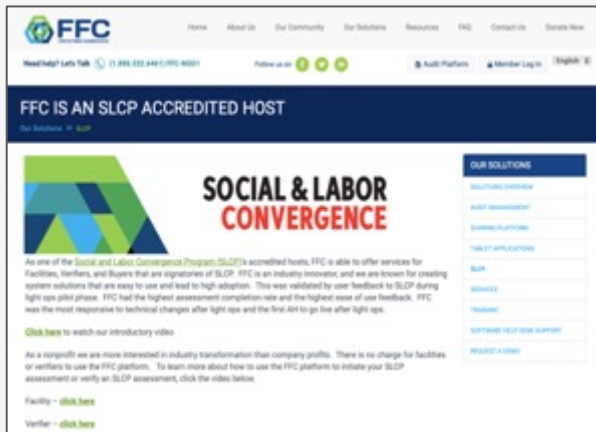 FFC
Home About Us Our Community Our Solutions Resources FAQ Contact Us Donate Now
Need help? Lets Talk (1.888.332.6461) FFC-NG01
Follow us on
Audit Platform Member Log In English
FFC IS AN SLCP ACCREDITED HOST
Our Solutions SLCP
SOCIAL & LABOR
CONVERGENCE
As one of the Social and Labor Convergence Program (SLCP)'s accredited hosts, FFC is able to offer services for
Facilities, Verifiers, and Buyers that are signatories of SLCP. FFC is an industry innovator, and we are known for creating
system solutions that are easy to use and lead to high adoption. This was validated by user feedback to SLCP during
light ops pilot phase. FFC had the highest assessment completion rate and the highest ease of use feedback. FFC
was the most responsive to technical changes after light ops and the first AH to go live after light ops.
Click here to watch our introductory video
As a nonprofit we are more interested in industry transformation than company profits. There is no charge for facilities
or verifiers to use the FFC platform. To learn more about how to use the FFC platform to initiate your SLCP
assessment or verify an SLCP assessment, click the video below.
Facility – click here
Verifier – click here
OUR SOLUTIONS
SOLUTIONS OVERVIEW
AUDIT MANAGEMENT
SHARING PLATFORM
TABLET APPLICATIONS
SLCP
SERVICES
TRAINING
SOFTWARE HELP DESK SUPPORT
REQUEST A DEMO